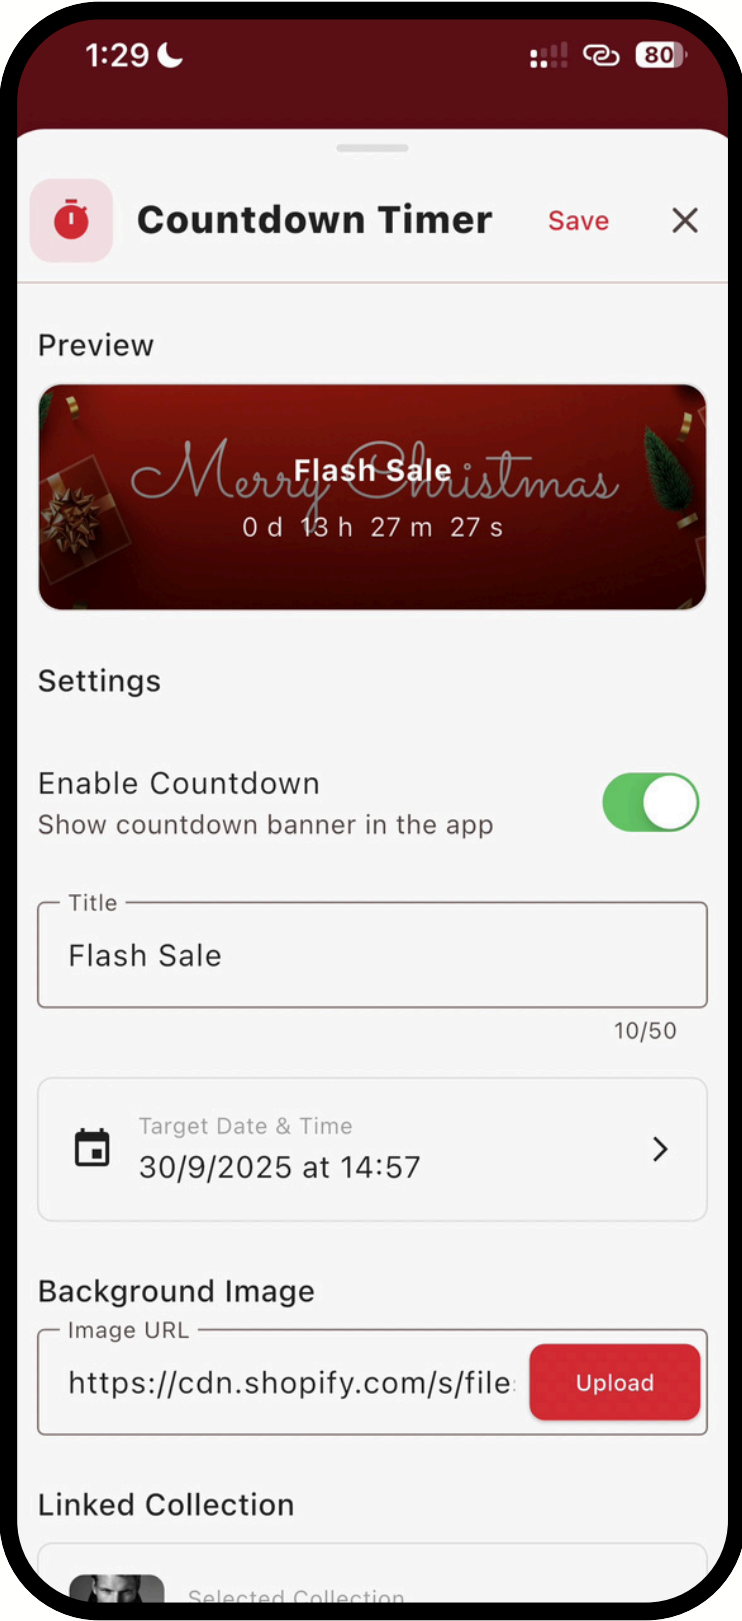 1:29
80
Countdown Timer
Save
Preview
Merry Christmas
Flash Sale
0 d 13 h 27 m 27 s
Settings
Enable Countdown
Show countdown banner in the app
Title
Flash Sale
10/50
Target Date & Time
30/9/2025 at 14:57
Background Image
Image URL
https://cdn.shopify.com/s/file
Upload
Linked Collection
Selected Collection